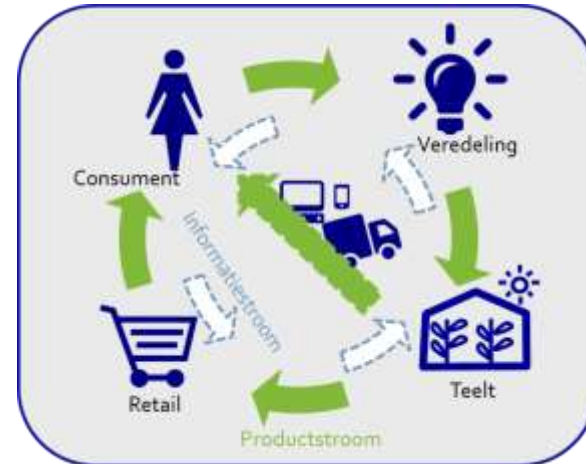 Veredeling
Consument
Informatiestroom
Retail
Teelt
Productstroom